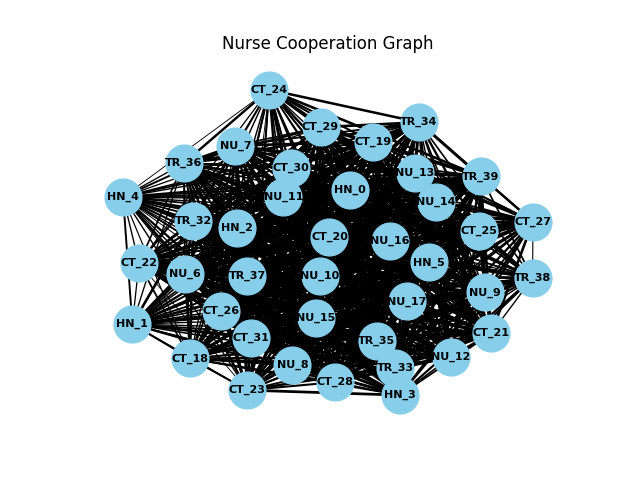 Nurse Cooperation Graph
CT_24
TR_34
CT_29
CT_19
NU_7
TR_36
CT_30
NU_13
TR_39
HN_0
HN_4
NU_11
NU_14
TR_32
CT_27
HN_2
CT_25
CT_20
NU_16
CT_22
HN_5
NU_6
TR_37
NU_10
TR_38
NU_9
NU_17
CT_26
NU_15
HN_1
CT_21
CT_31
TR_35
CT_18
NU_12
NU_8
TR_33
CT_28
CT_23
HN_3